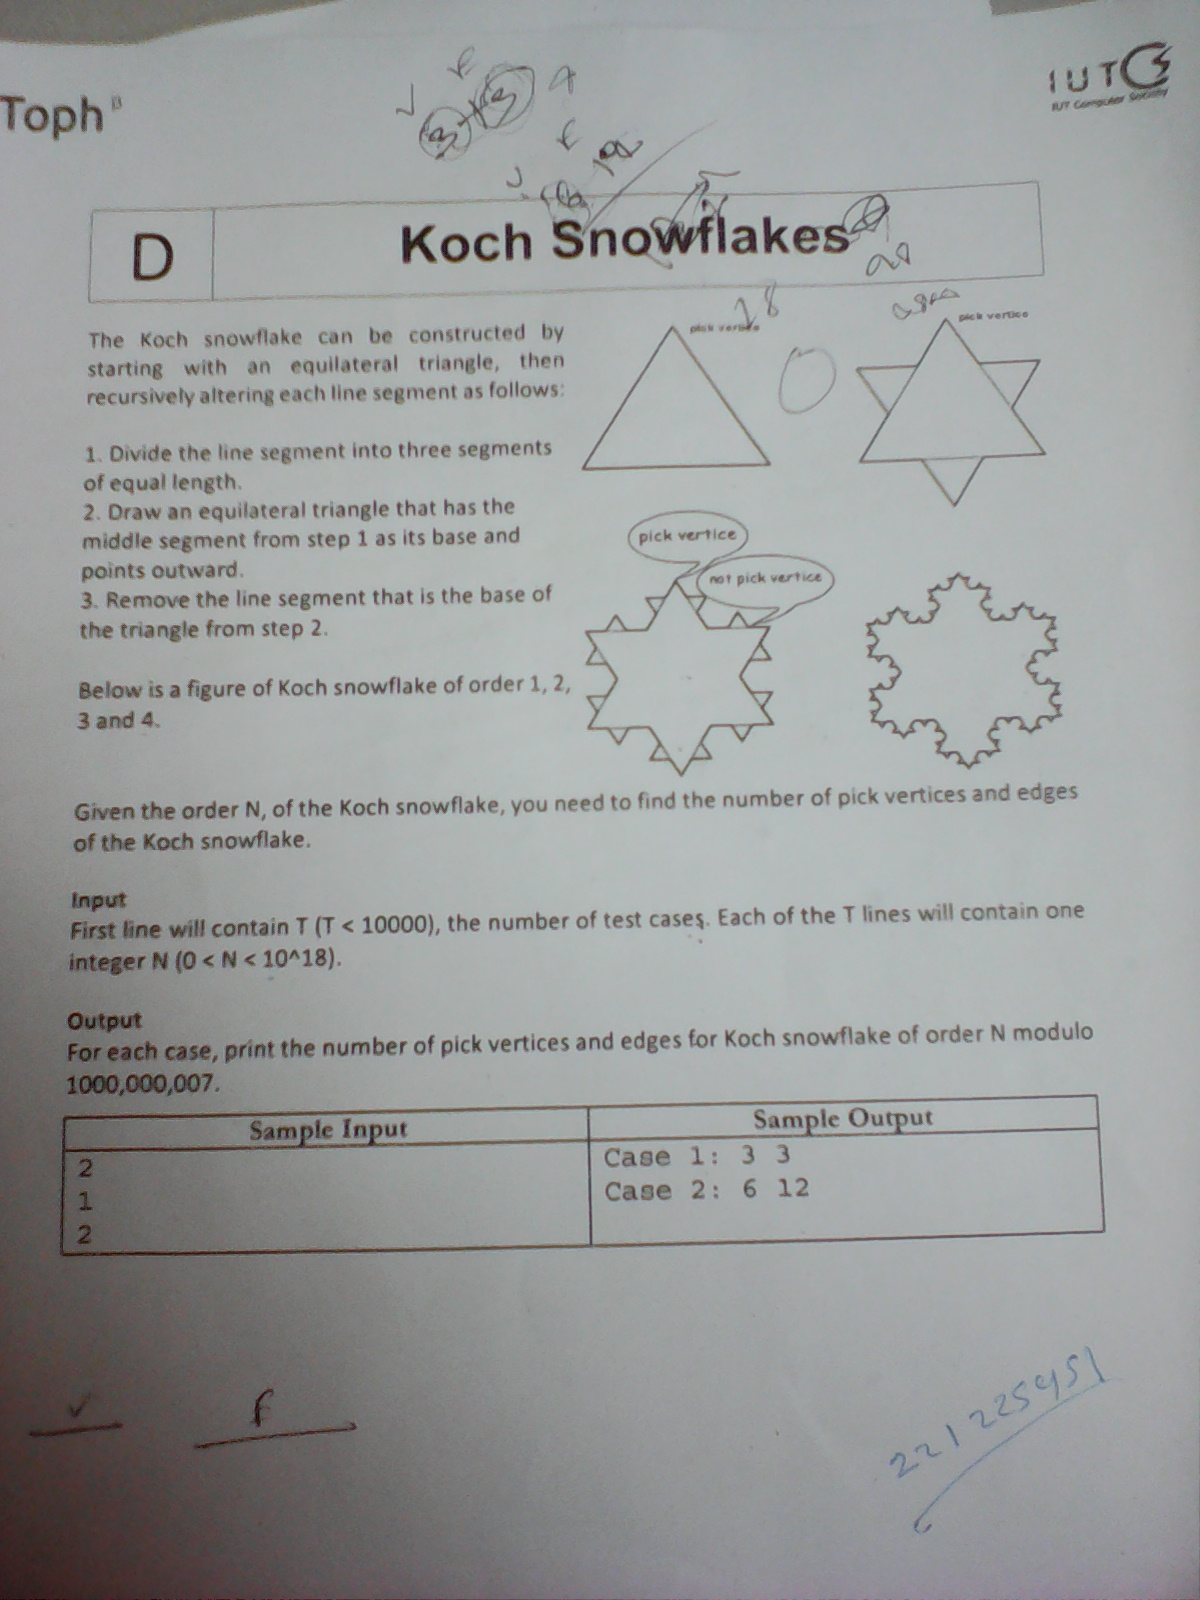 Toph β
IUTCS
IUT Computer Society
D
Koch Snowflakes
The Koch snowflake can be constructed by
starting with an equilateral triangle, then
recursively altering each line segment as follows:
1. Divide the line segment into three segments
of equal length.
2. Draw an equilateral triangle that has the
middle segment from step 1 as its base and
points outward.
3. Remove the line segment that is the base of
the triangle from step 2.
Below is a figure of Koch snowflake of order 1, 2,
3 and 4.
18
pick vertice
pick vertice
pick vertice
not pick vertice
Given the order N, of the Koch snowflake, you need to find the number of pick vertices and edges
of the Koch snowflake.
Input
First line will contain T (T < 10000), the number of test cases. Each of the T lines will contain one
integer N (0 < N < 10^18).
Output
For each case, print the number of pick vertices and edges for Koch snowflake of order N modulo
1000,000,007.
Sample Input
Sample Output
2
1
2
Case 1: 3 3
Case 2: 6 12
221225451